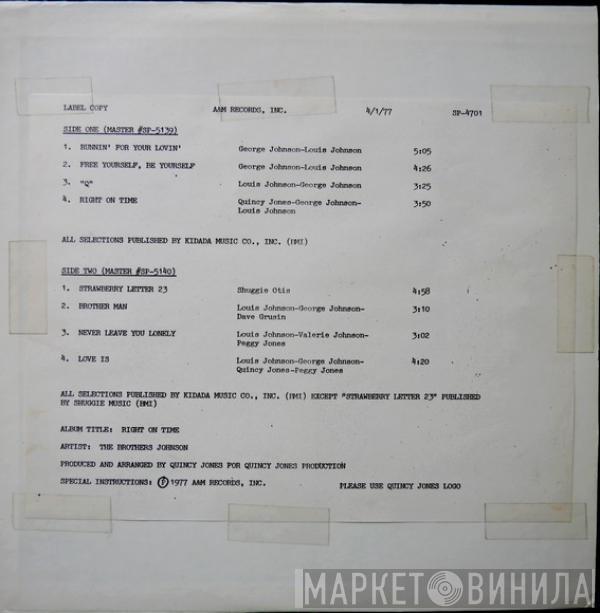 LABEL COPY A&M RECORDS, INC. 4/1/77 SP-4701
SIDE ONE (MASTER #SP-5139)
1. RUNNIN' FOR YOUR LOVIN' George Johnson-Louis Johnson 5:05
2. FREE YOURSELF, BE YOURSELF George Johnson-Louis Johnson 4:26
3. "Q" Louis Johnson-George Johnson 3:25
4. RIGHT ON TIME Quincy Jones-George Johnson- 3:50
Louis Johnson
ALL SELECTIONS PUBLISHED BY KIDADA MUSIC CO., INC. (BMI)
SIDE TWO (MASTER #SP-5140)
1. STRAWBERRY LETTER 23 Shuggie Otis 4:58
2. BROTHER MAN Louis Johnson-George Johnson- 3:10
Dave Grusin
3. NEVER LEAVE YOU LONELY Louis Johnson-Valerie Johnson- 3:02
Peggy Jones
4. LOVE IS Louis Johnson-George Johnson- 4:20
Quincy Jones-Peggy Jones
ALL SELECTIONS PUBLISHED BY KIDADA MUSIC CO., INC. (BMI) EXCEPT "STRAWBERRY LETTER 23" PUBLISHED
BY SHUGGIE MUSIC (BMI)
ALBUM TITLE: RIGHT ON TIME
ARTIST: THE BROTHERS JOHNSON
PRODUCED AND ARRANGED BY QUINCY JONES FOR QUINCY JONES PRODUCTION
SPECIAL INSTRUCTIONS: Ⓟ 1977 A&M RECORDS, INC. PLEASE USE QUINCY JONES LOGO
МАРКЕТ ВИНИЛА